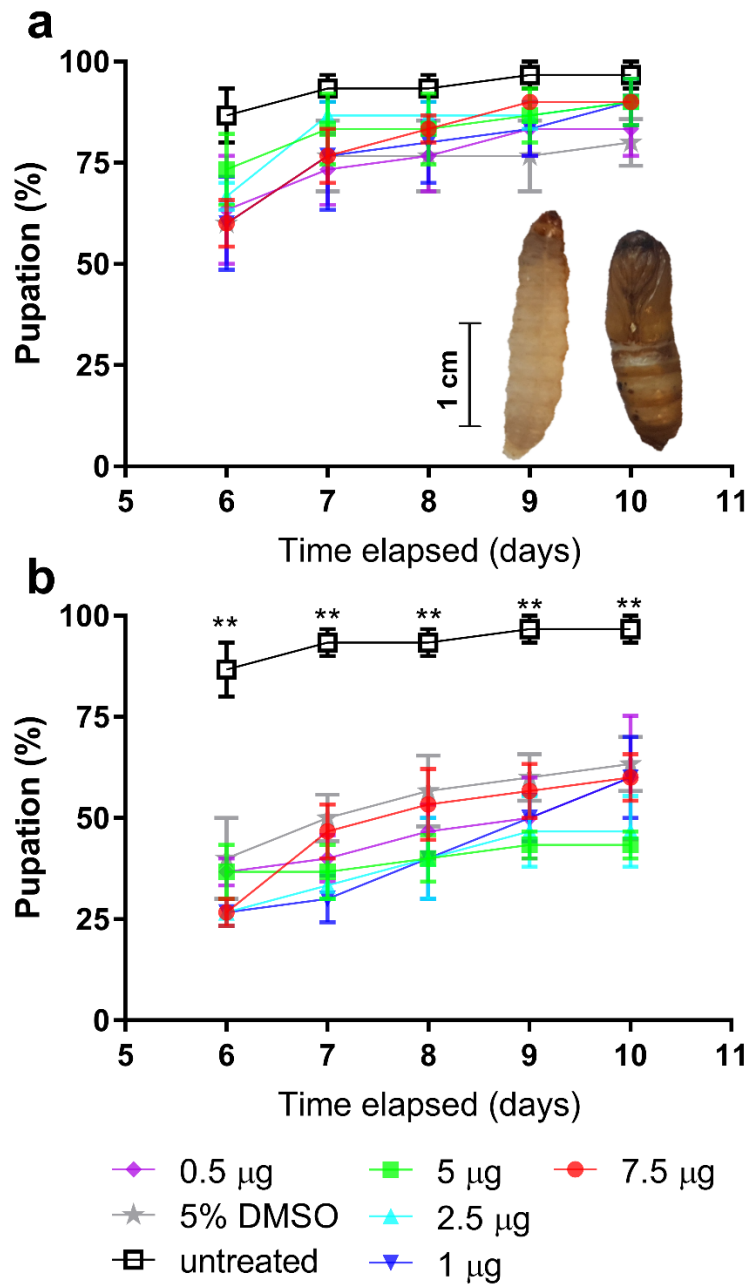 a
100
75
50
25
0
Pupation (%)
1 cm
5 6 7 8 9 10 11
Time elapsed (days)
b
100
75
50
25
0
Pupation (%)
** ** ** ** **
5 6 7 8 9 10 11
Time elapsed (days)
0.5 μg 5 μg 7.5 μg
5% DMSO 2.5 μg
untreated 1 μg